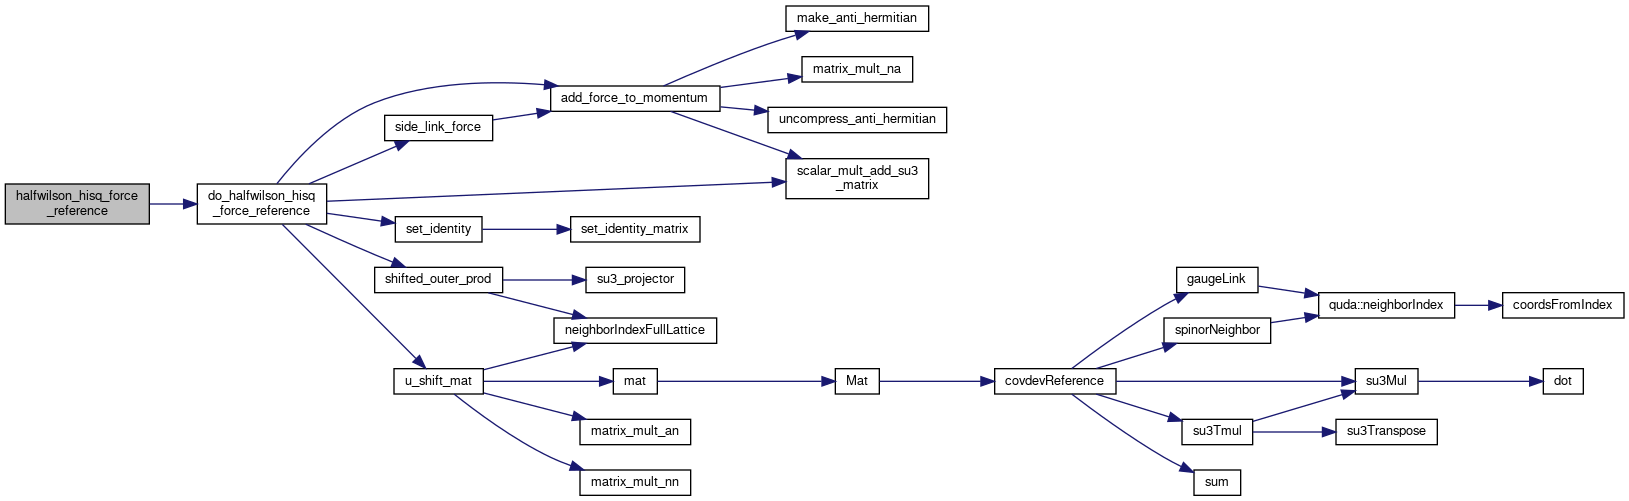 make_anti_hermitian
matrix_mult_na
add_force_to_momentum
uncompress_anti_hermitian
side_link_force
scalar_mult_add_su3
_matrix
halfwilson_hisq_force
_reference
do_halfwilson_hisq
_force_reference
set_identity
set_identity_matrix
shifted_outer_prod
su3_projector
gaugeLink
quda::neighborIndex
coordsFromIndex
neighborIndexFullLattice
spinorNeighbor
u_shift_mat
mat
Mat
covdevReference
su3Mul
dot
matrix_mult_an
su3Tmul
su3Transpose
matrix_mult_nn
sum